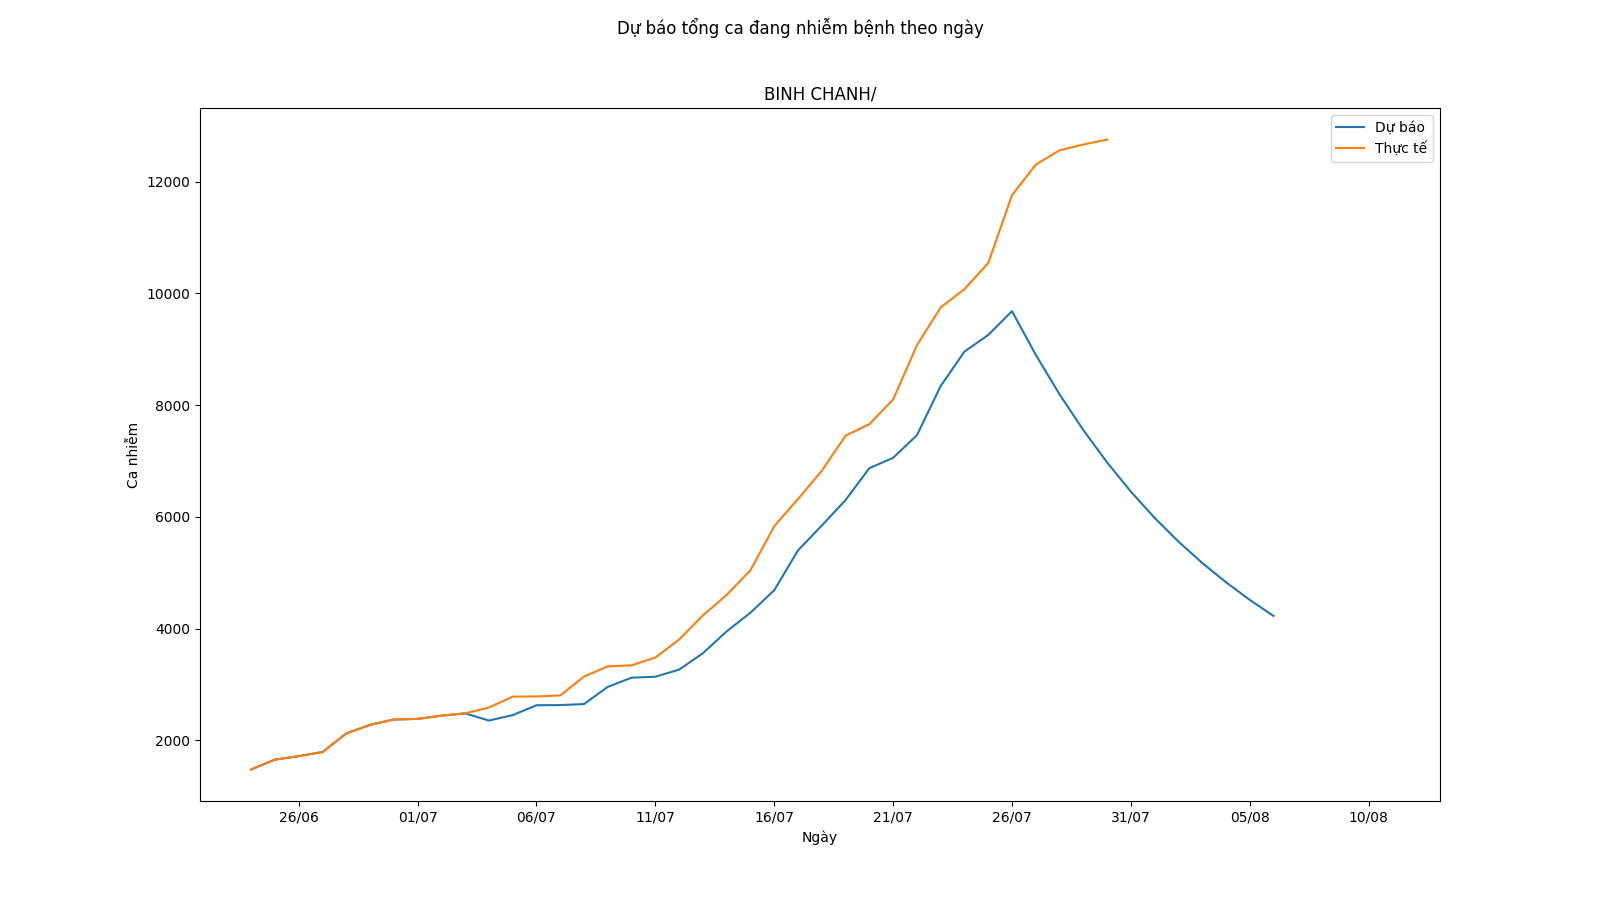 Dự báo tổng ca đang nhiễm bệnh theo ngày
BINH CHANH/
Dự báo
Thực tế
12000
10000
8000
6000
4000
2000
Ca nhiễm
26/06 01/07 06/07 11/07 16/07 21/07 26/07 31/07 05/08 10/08
Ngày